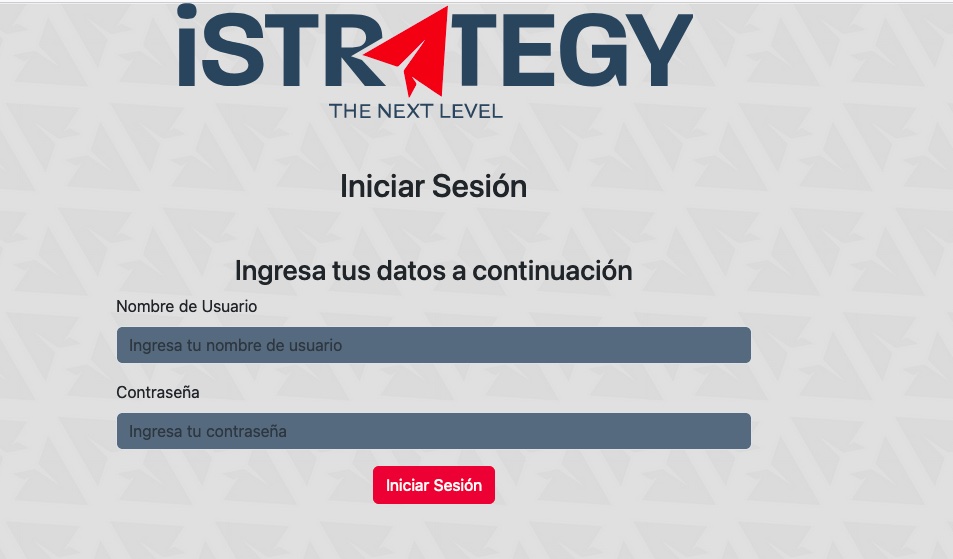 iSTRATEGY
THE NEXT LEVEL
Iniciar Sesión
Ingresa tus datos a continuación
Nombre de Usuario
Ingresa tu nombre de usuario
Contraseña
Ingresa tu contraseña
Iniciar Sesión